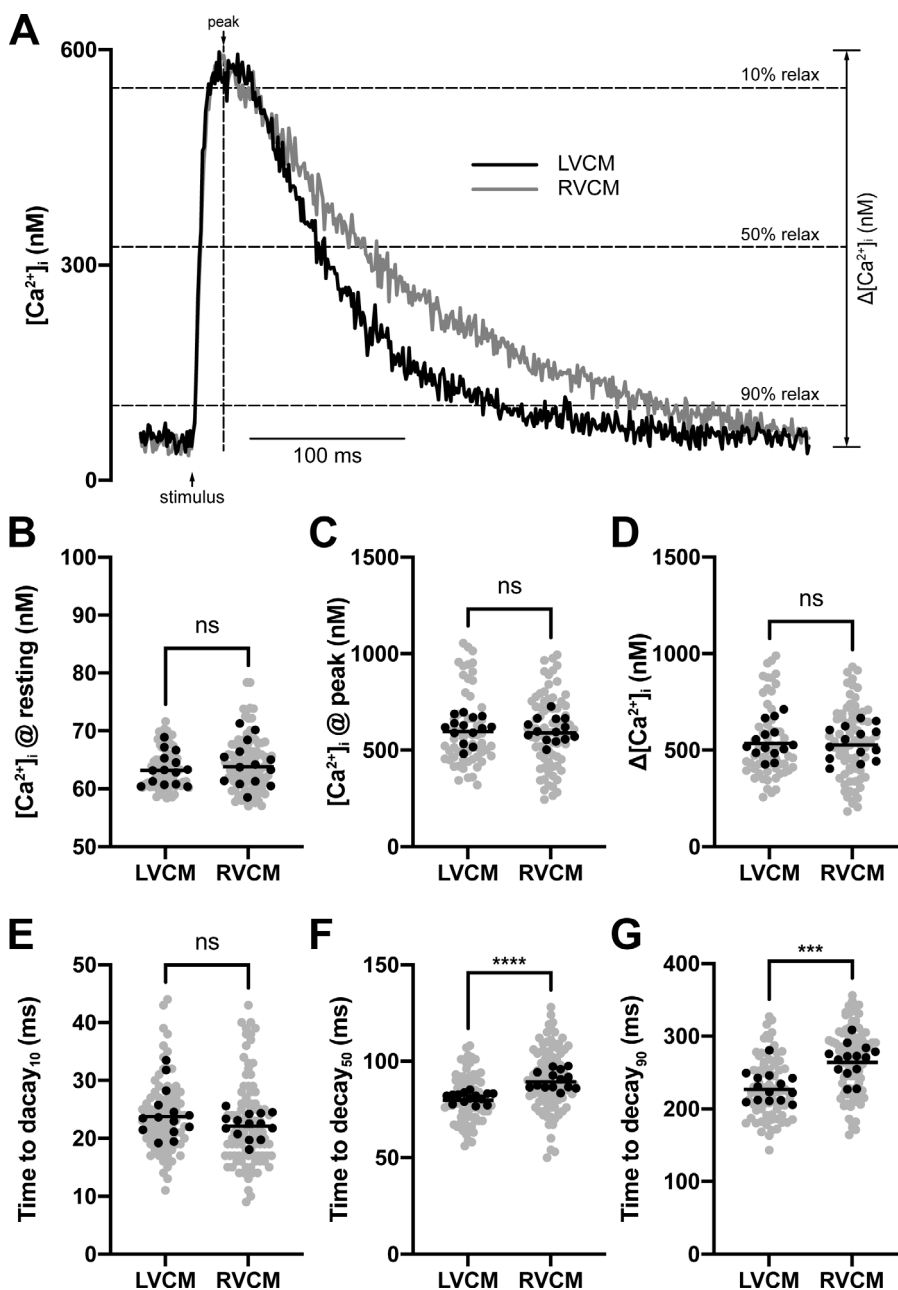 A
peak
600
10% relax
LVCM
RVCM
[Ca²⁺]ᵢ (nM)
50% relax
300
Δ[Ca²⁺]ᵢ (nM)
90% relax
100 ms
0
stimulus
B
[Ca²⁺]ᵢ @ resting (nM)
100
90
80
70
60
50
ns
LVCM RVCM
C
[Ca²⁺]ᵢ @ peak (nM)
1500
1000
500
0
ns
LVCM RVCM
D
Δ[Ca²⁺]ᵢ (nM)
1500
1000
500
0
ns
LVCM RVCM
E
Time to dacay₁₀ (ms)
50
40
30
20
10
0
ns
LVCM RVCM
F
Time to decay₅₀ (ms)
150
100
50
0
****
LVCM RVCM
G
Time to decay₉₀ (ms)
400
300
200
100
0
***
LVCM RVCM